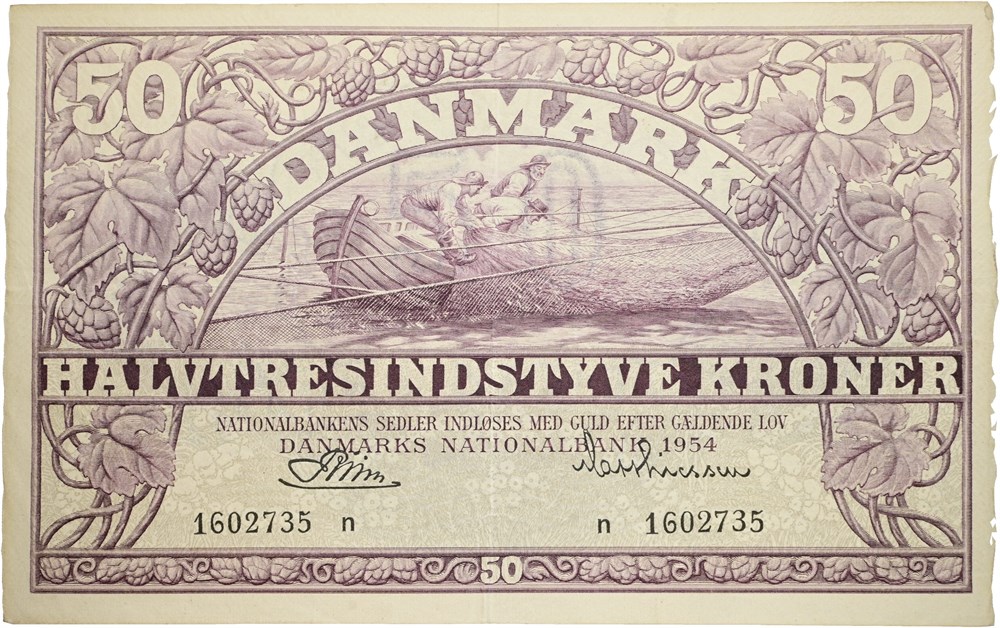 50 50
DANMARK
HALVTRESINDSTYVE KRONER
NATIONALBANKENS SEDLER INDLØSES MED GULD EFTER GÆLDENDE LOV
DANMARKS NATIONALBANK 1954
1602735 n n 1602735
50